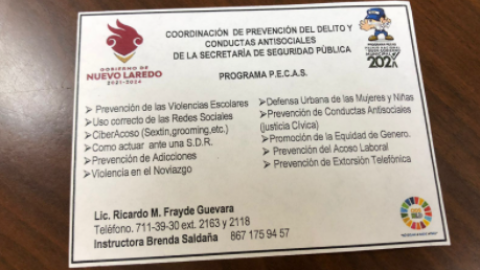 COORDINACIÓN DE PREVENCIÓN DEL DELITO Y
CONDUCTAS ANTISOCIALES
DE LA SECRETARÍA DE SEGURIDAD PÚBLICA
GOBIERNO DE
NUEVO LAREDO
2021-2024
PROGRAMA P.E.C.A.S.
202A
➤ Prevención de las Violencias Escolares
➤ Uso correcto de las Redes Sociales
➤ CiberAcoso (Sextin,grooming,etc.)
➤ Como actuar ante una S.D.R.
➤ Prevención de Adicciones
➤ Violencia en el Noviazgo
➤ Defensa Urbana de las Mujeres y Niñas
➤ Prevención de Conductas Antisociales
(justicia Cívica)
➤ Promoción de la Equidad de Genero.
➤ Prevención del Acoso Laboral
➤ Prevención de Extorsión Telefónica
Lic. Ricardo M. Frayde Guevara
Teléfono. 711-39-30 ext. 2163 y 2118
Instructora Brenda Saldaña 867 175 94 57